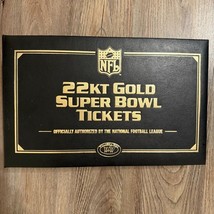 NFL
22KT GOLD
SUPER BOWL
TICKETS
OFFICIALLY AUTHORIZED BY THE NATIONAL FOOTBALL LEAGUE